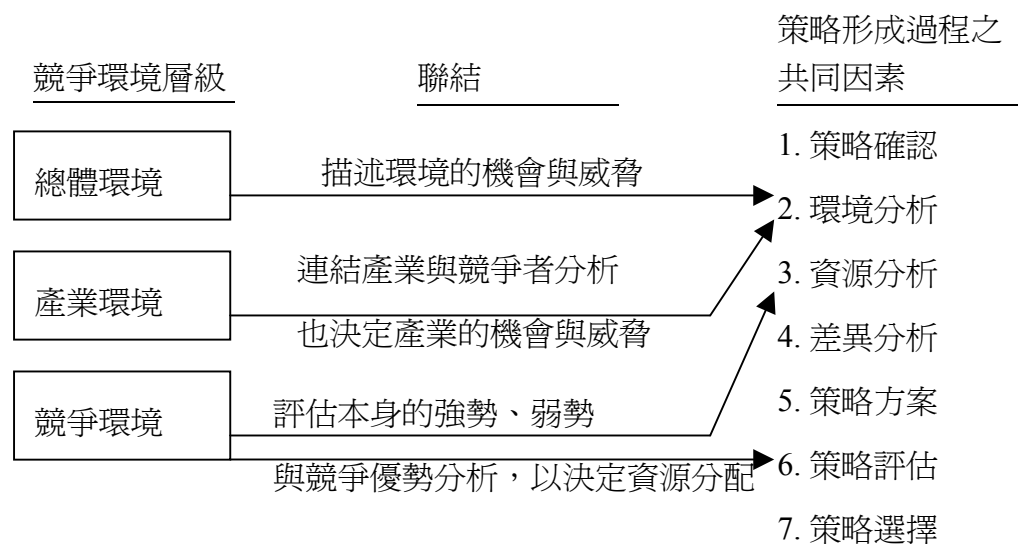 策略形成過程之
競爭環境層級
聯結
共同因素
總體環境
描述環境的機會與威脅
產業環境
連結產業與競爭者分析
也決定產業的機會與威脅
競爭環境
評估本身的強勢、弱勢
與競爭優勢分析，以決定資源分配
1. 策略確認
2. 環境分析
3. 資源分析
4. 差異分析
5. 策略方案
6. 策略評估
7. 策略選擇